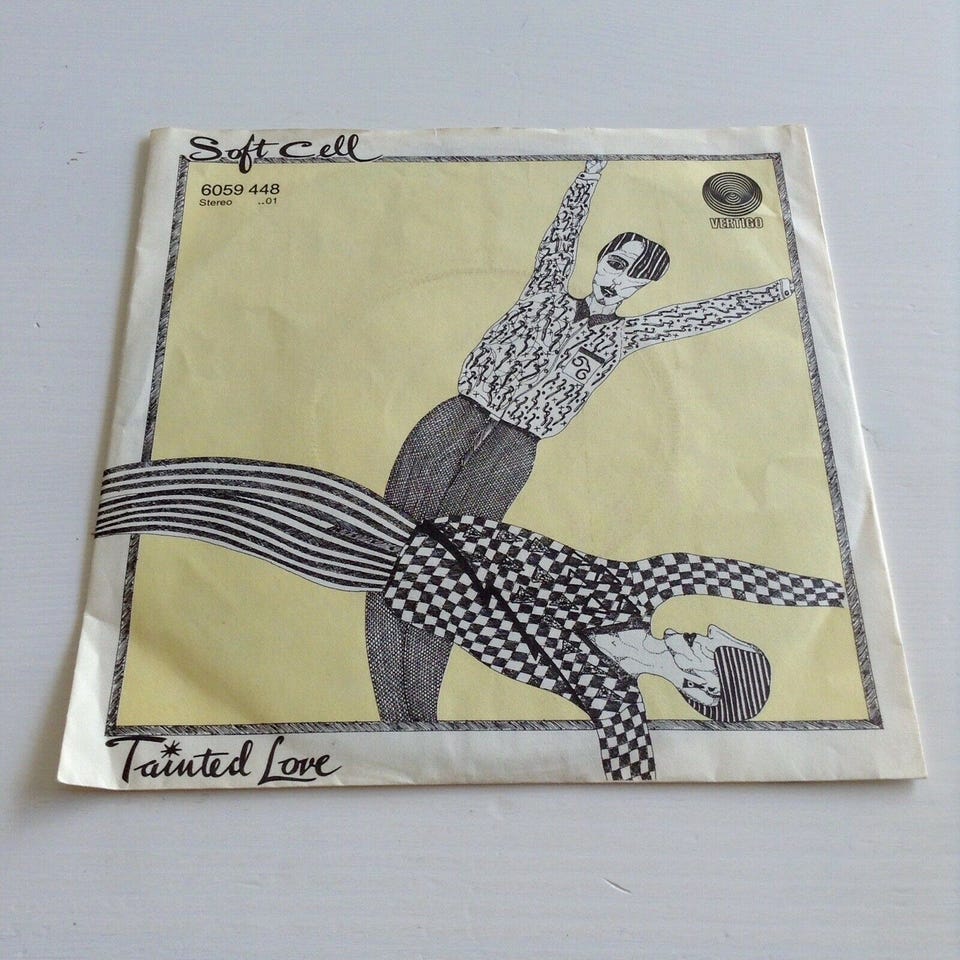 Soft Cell
6059 448
Stereo ..01
VERTIGO
Tainted Love